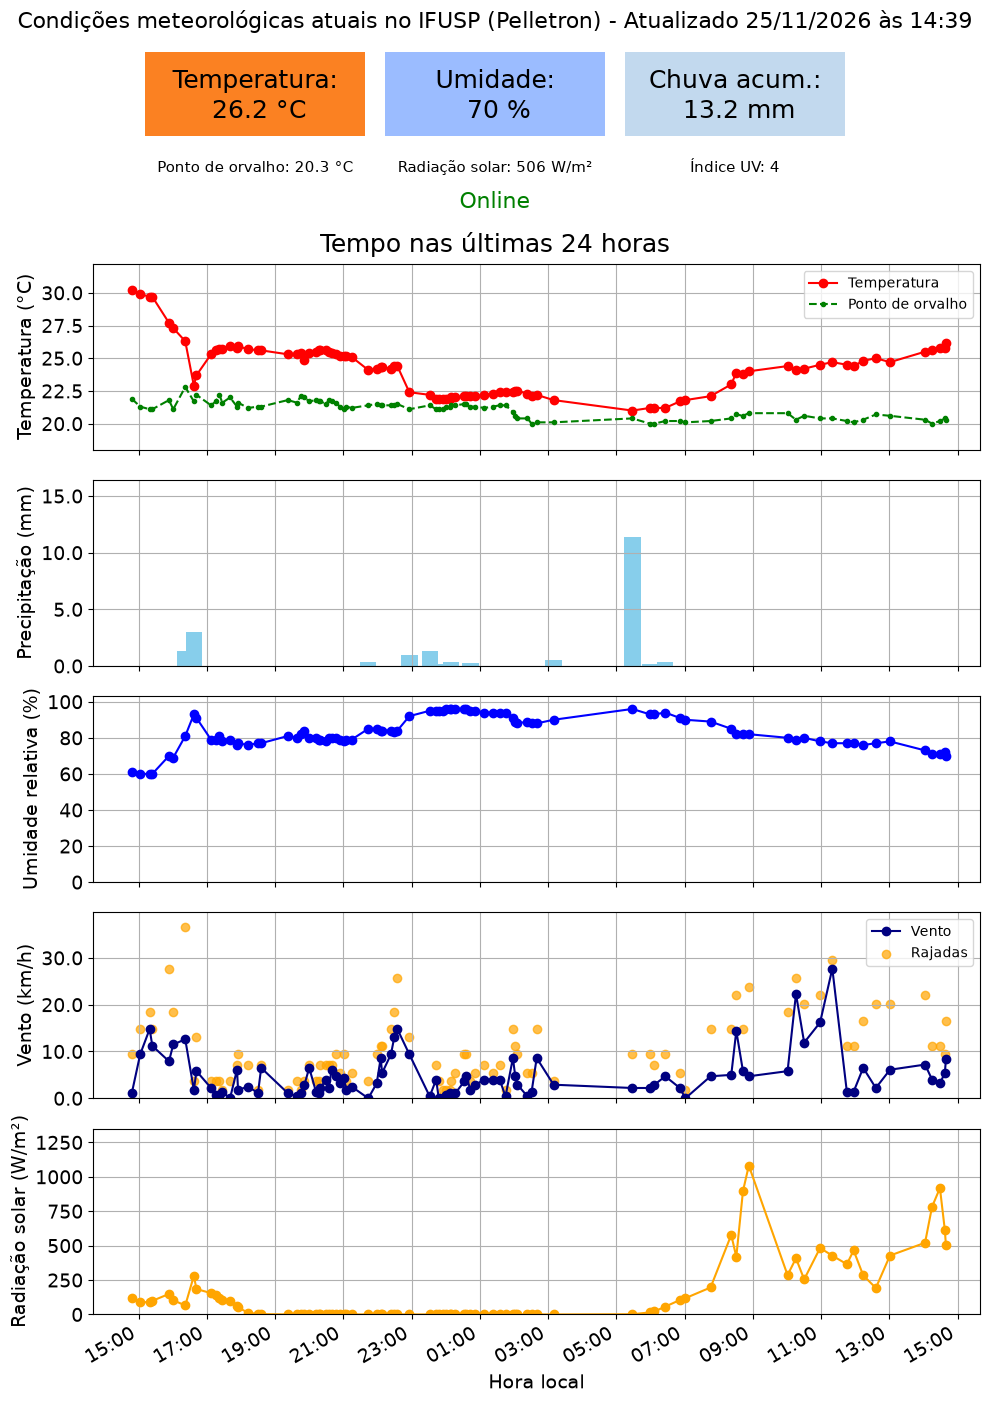 Condições meteorológicas atuais no IFUSP (Pelletron) - Atualizado 25/11/2026 às 14:39
Temperatura:
26.2 °C
Umidade:
70 %
Chuva acum.:
13.2 mm
Ponto de orvalho: 20.3 °C
Radiação solar: 506 W/m²
Índice UV: 4
Online
Tempo nas últimas 24 horas
Temperatura (°C)
30.0
27.5
25.0
22.5
20.0
Temperatura
Ponto de orvalho
Precipitação (mm)
15.0
10.0
5.0
0.0
Umidade relativa (%)
100
80
60
40
20
0
Vento (km/h)
30.0
20.0
10.0
0.0
Vento
Rajadas
Radiação solar (W/m²)
1250
1000
750
500
250
0
15:00
17:00
19:00
21:00
23:00
01:00
03:00
05:00
07:00
09:00
11:00
13:00
15:00
Hora local